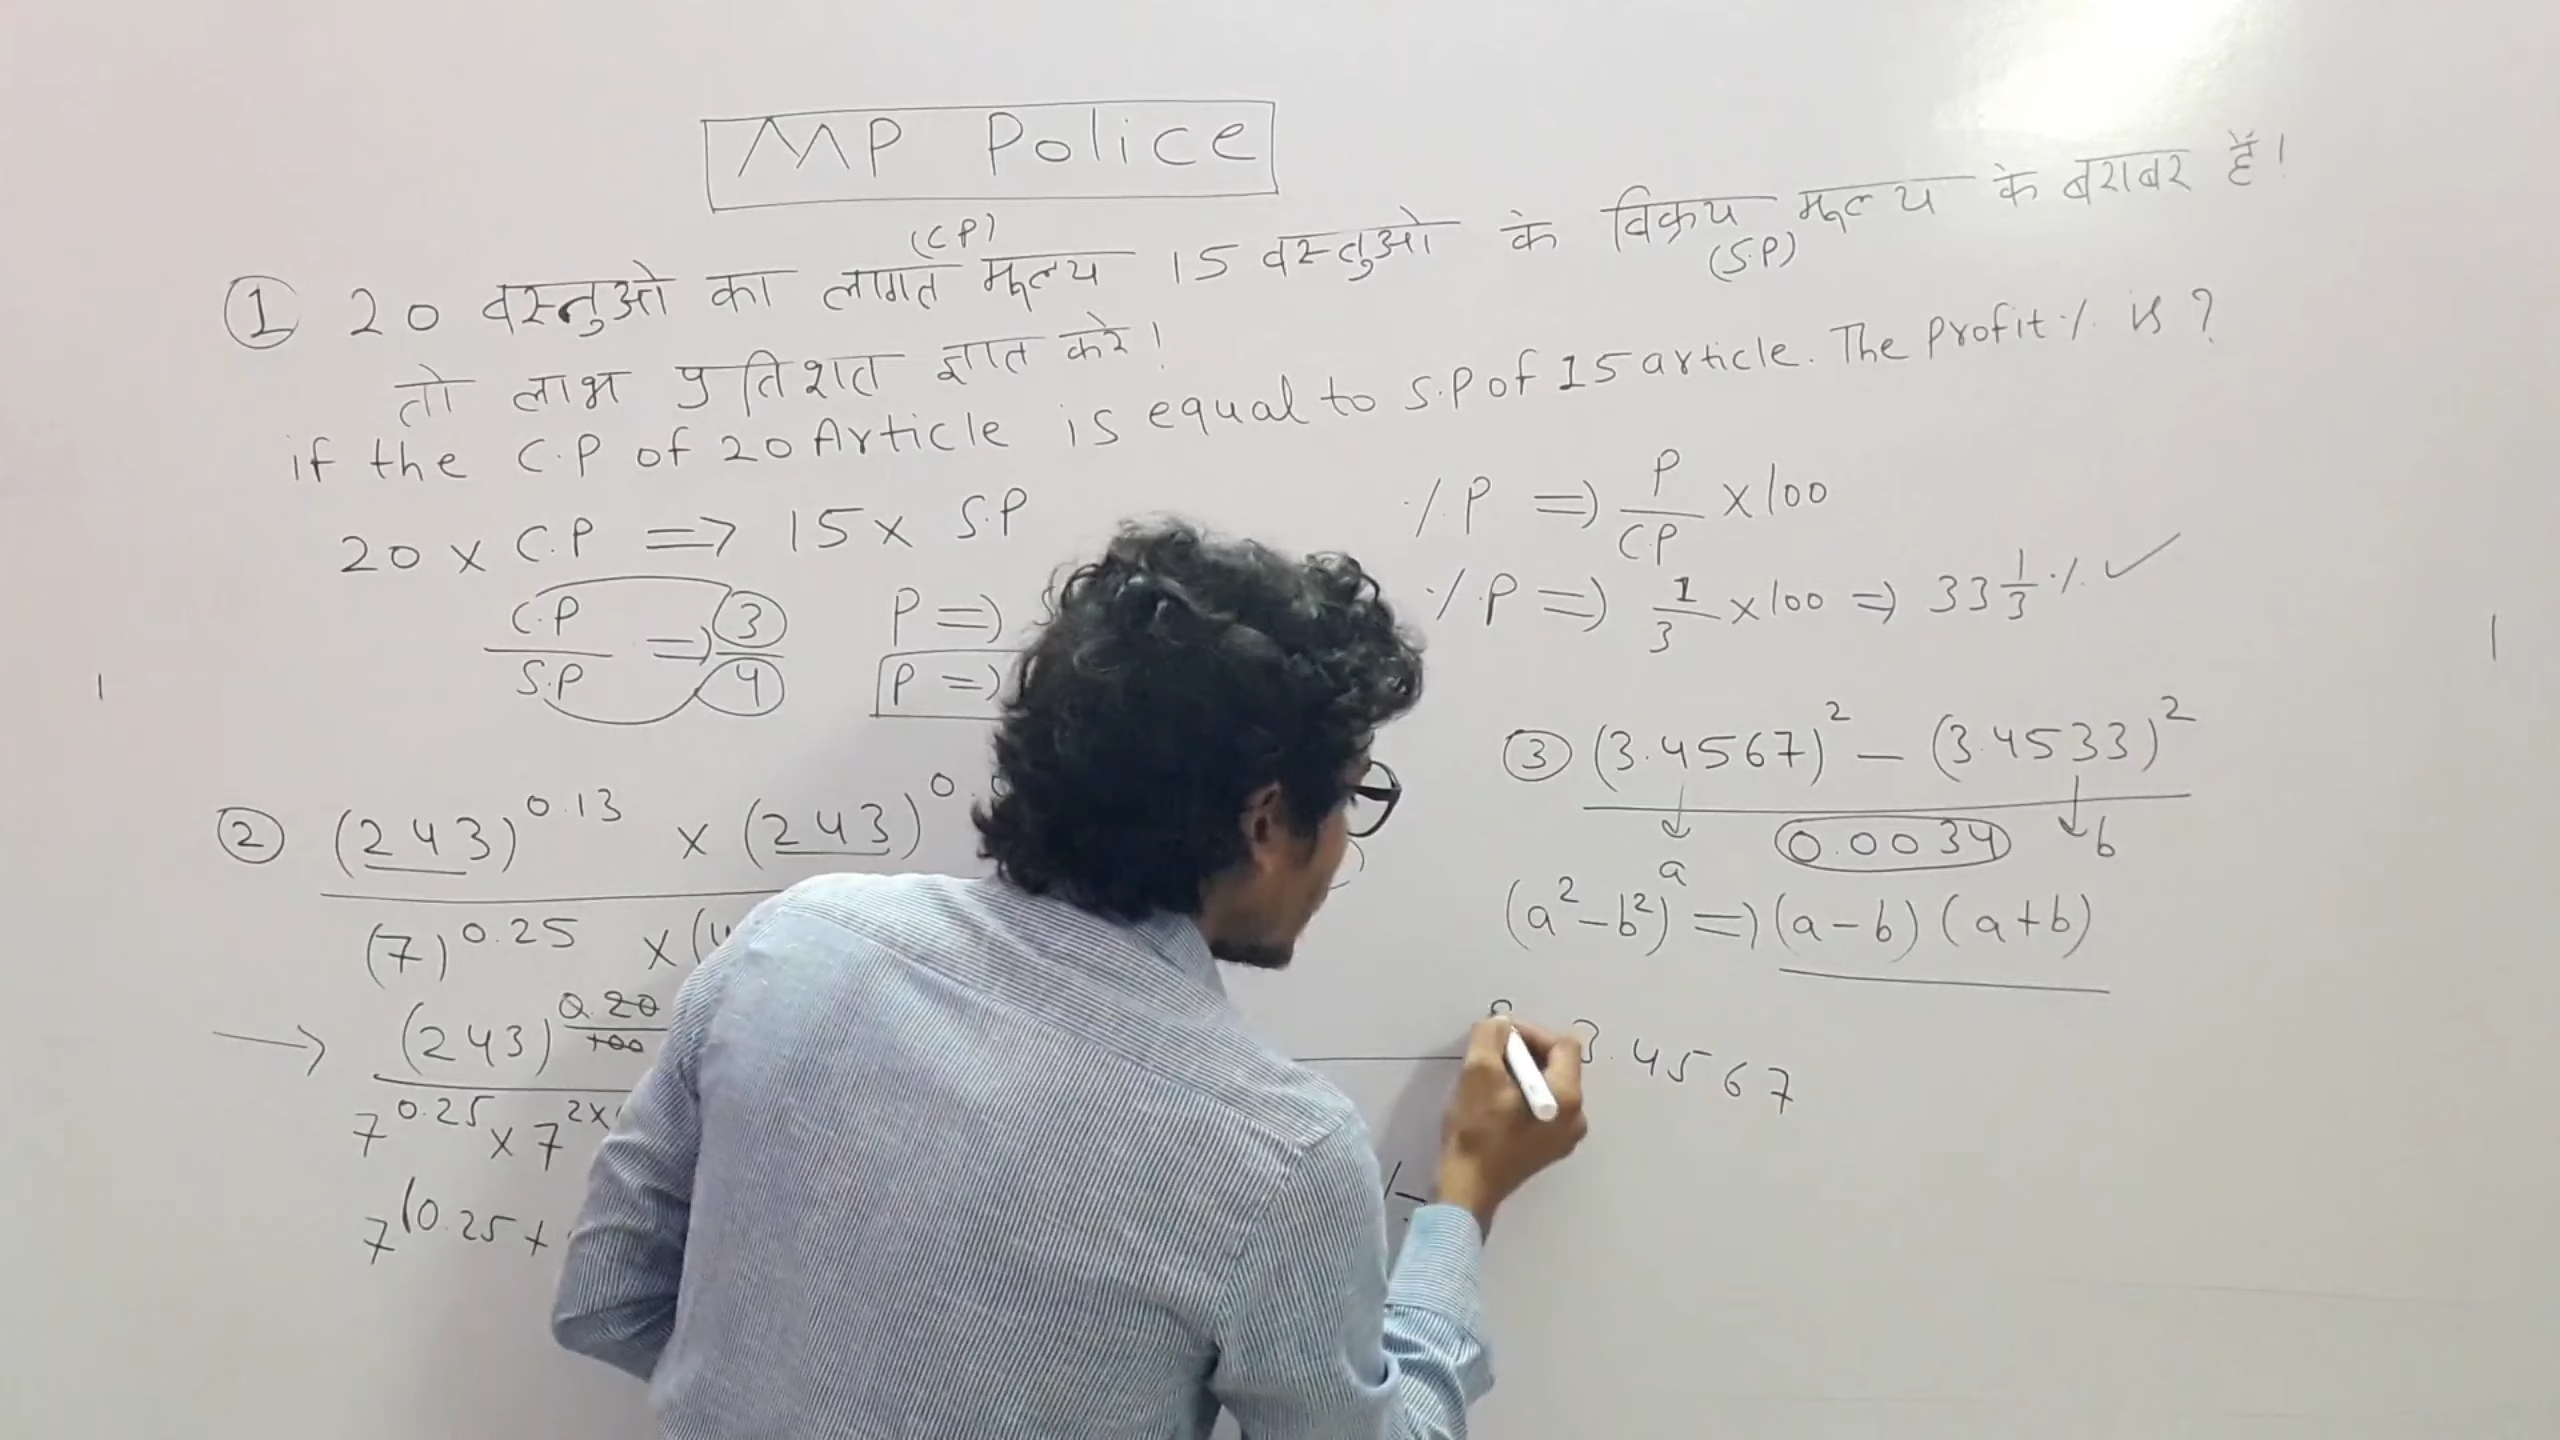 MP Police
(CP)
① 20 वस्तुओ का लागत मूल्य 15 वस्तुओ के विक्रय मूल्य के बराबर हैं।
(S.P)
तो लाभ प्रतिशत ज्ञात करे।
if the C.P of 20 Article is equal to S.P of 15 article. The Profit % is ?
20 x C.P => 15 x S.P
C.P / S.P => 3 / 4
P =>
P =>
% P => P / CP x 100
% P => 1/3 x 100 => 33 1/3 % ✓
② (243)^0.13 x (243)^0.
(7)^0.25 x (
→ (243)^0.20/100
7^0.25 x 7^2x
7^(0.25 +
③ (3.4567)² − (3.4533)²
0.0034
a b
(a² − b²) => (a − b) (a + b)
3.4567